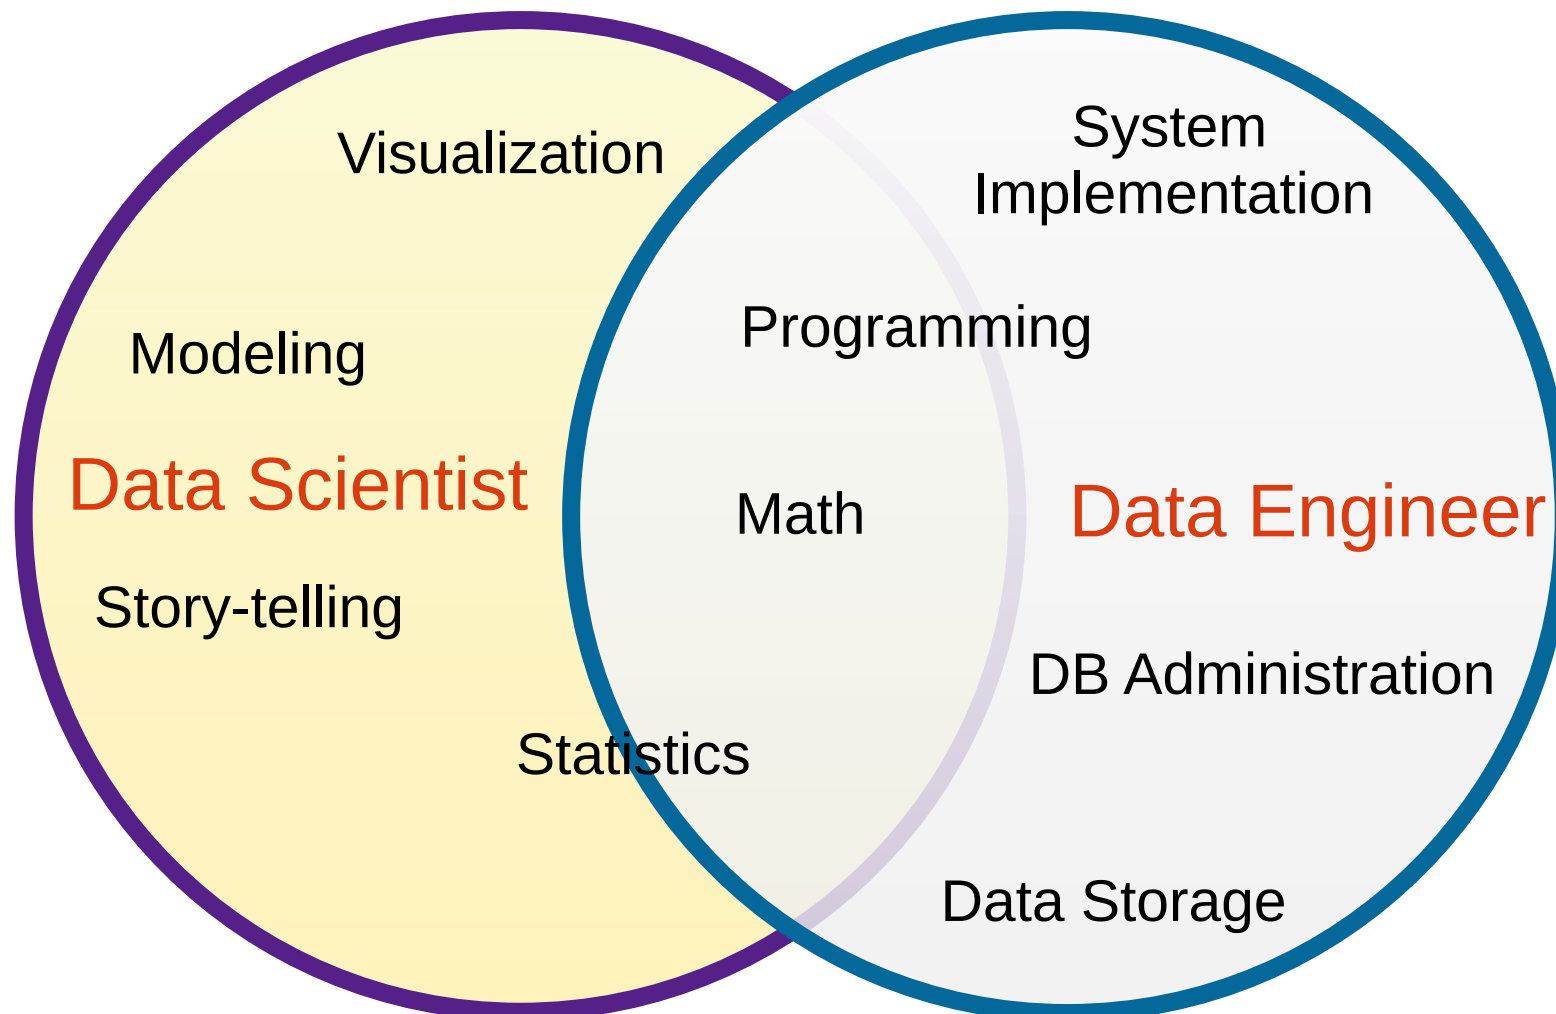 Visualization
System
Implementation
Programming
Modeling
Data Scientist
Math
Data Engineer
Story-telling
DB Administration
Statistics
Data Storage